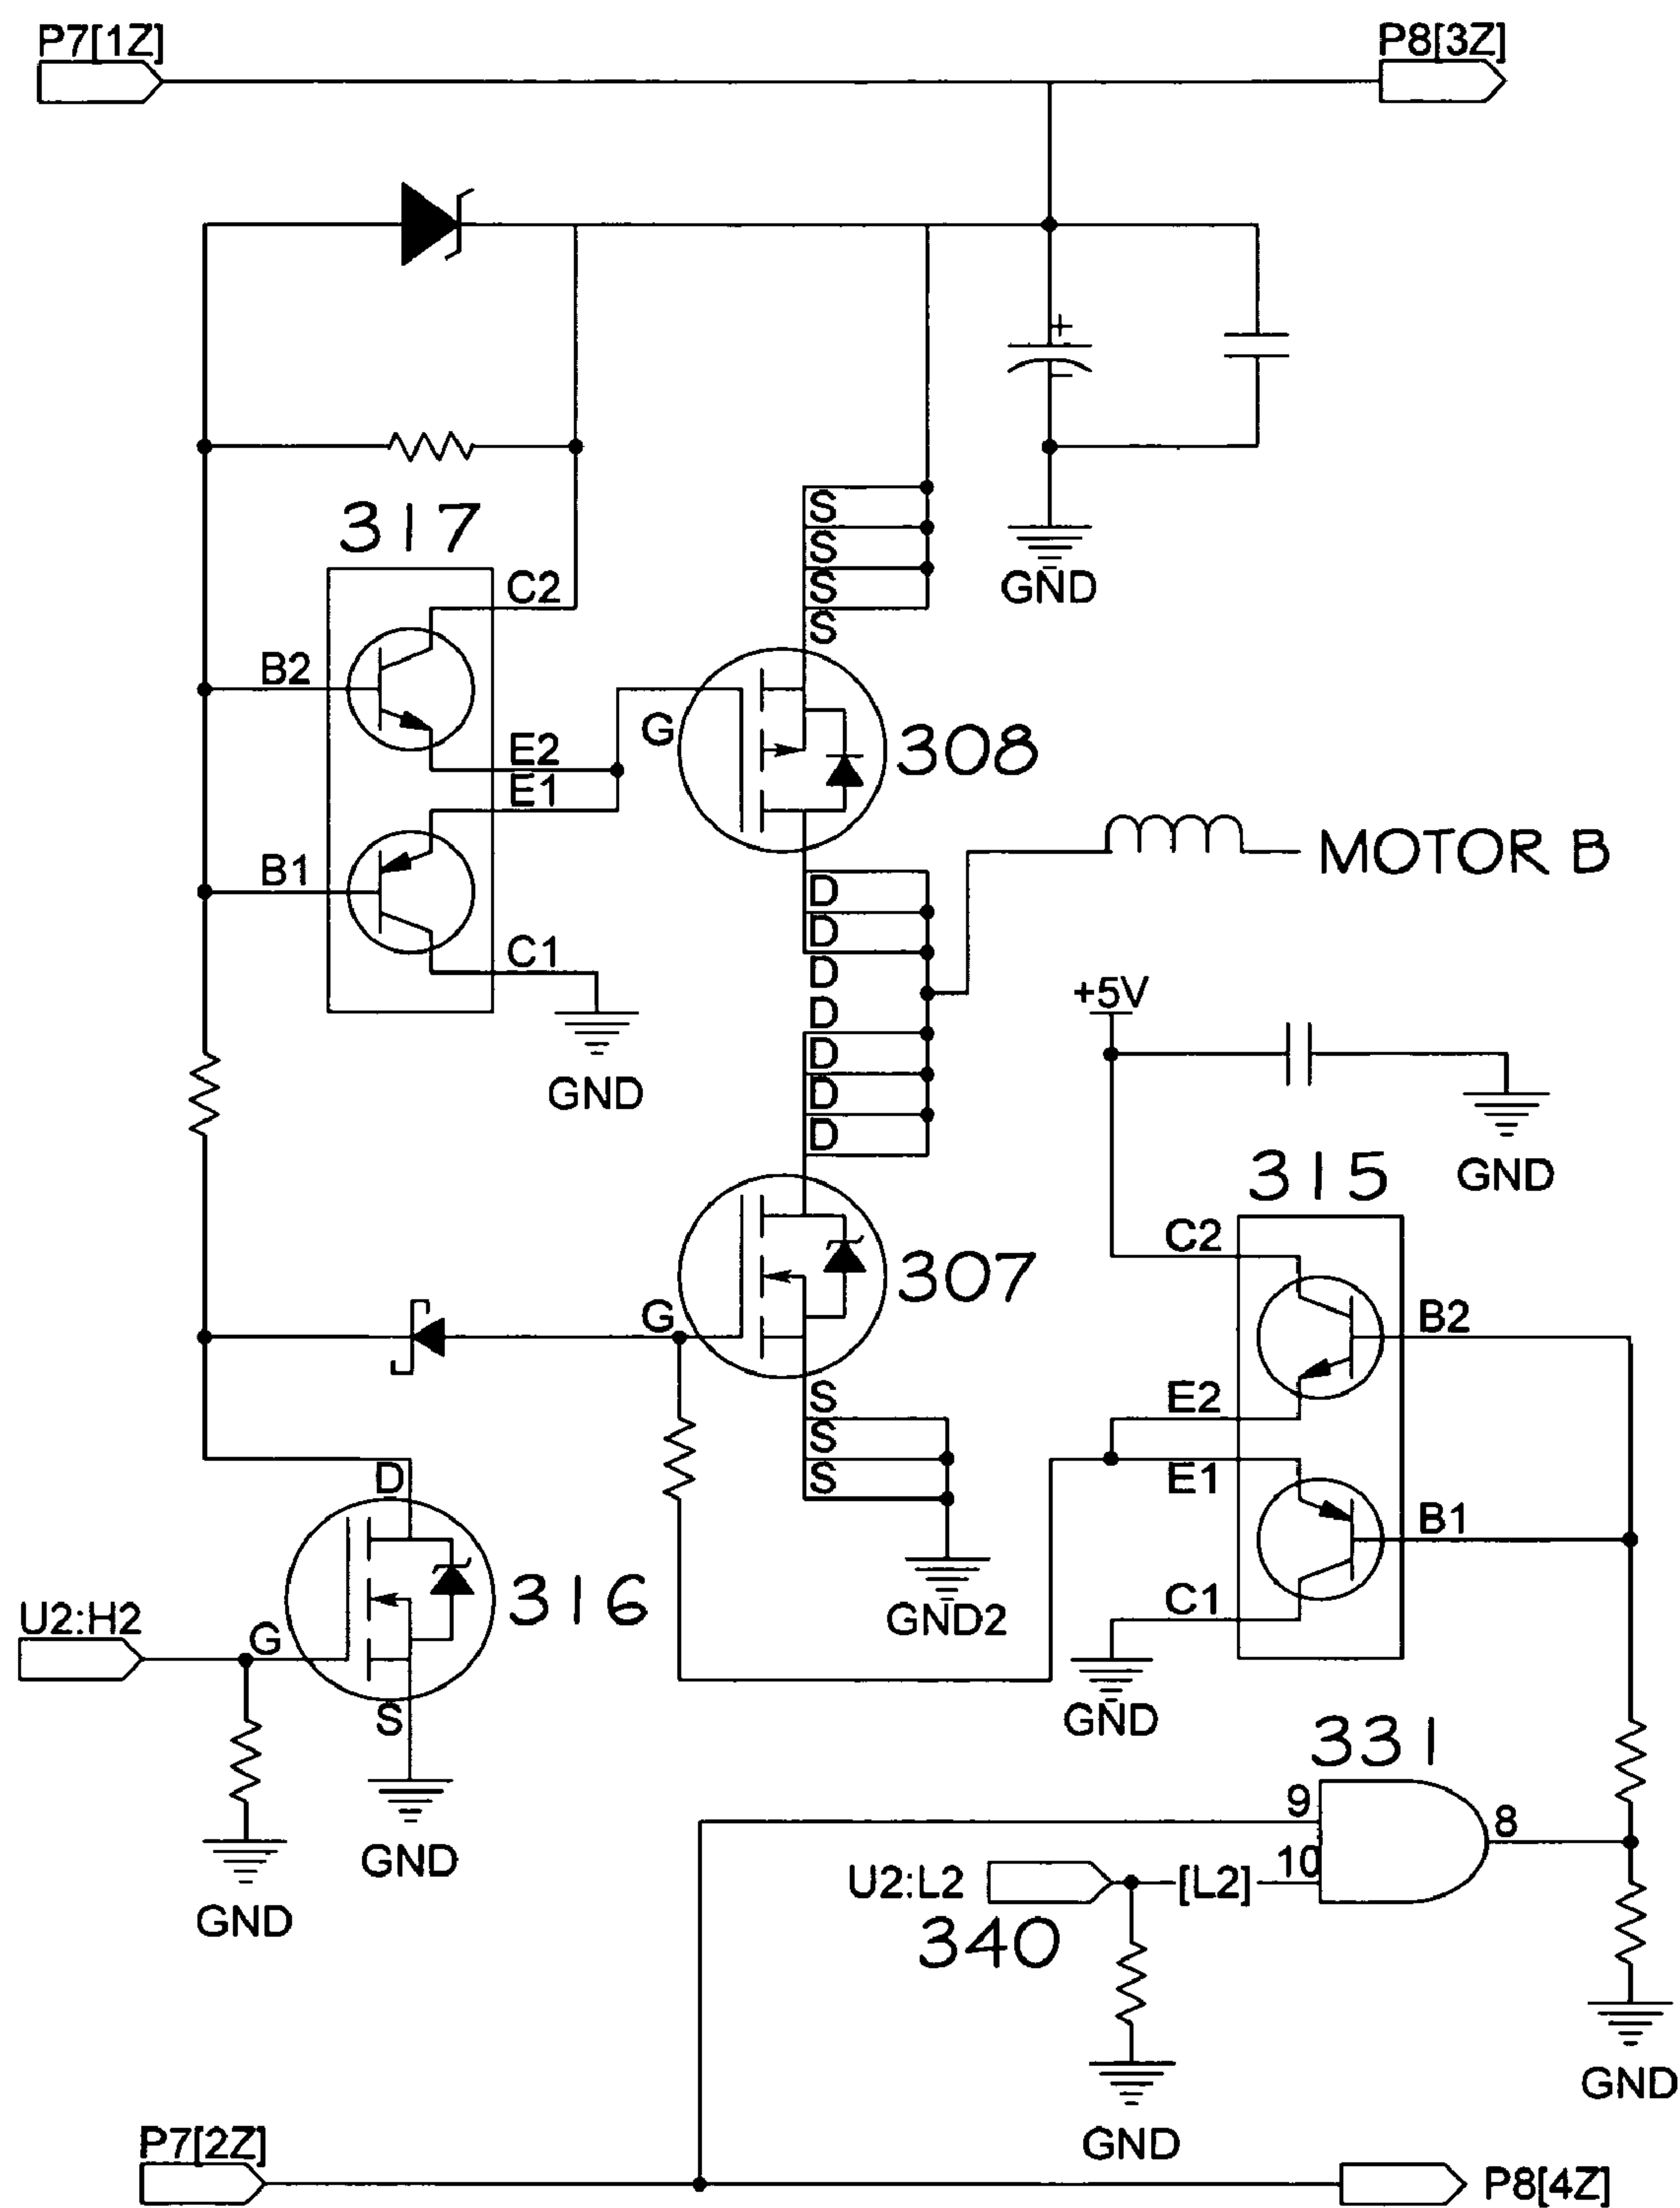 P7[1Z]
P8[3Z]
+
S
S
S
S
GND
317
C2
B2
E2
E1
B1
C1
GND
G
308
MOTOR B
D
D
D
D
D
D
D
+5V
GND
315
C2
B2
E2
E1
B1
C1
GND
G
307
S
S
S
GND2
D
316
U2:H2
G
S
GND
GND
331
9
10
8
U2:L2
[L2]
340
GND
GND
P7[2Z]
P8[4Z]